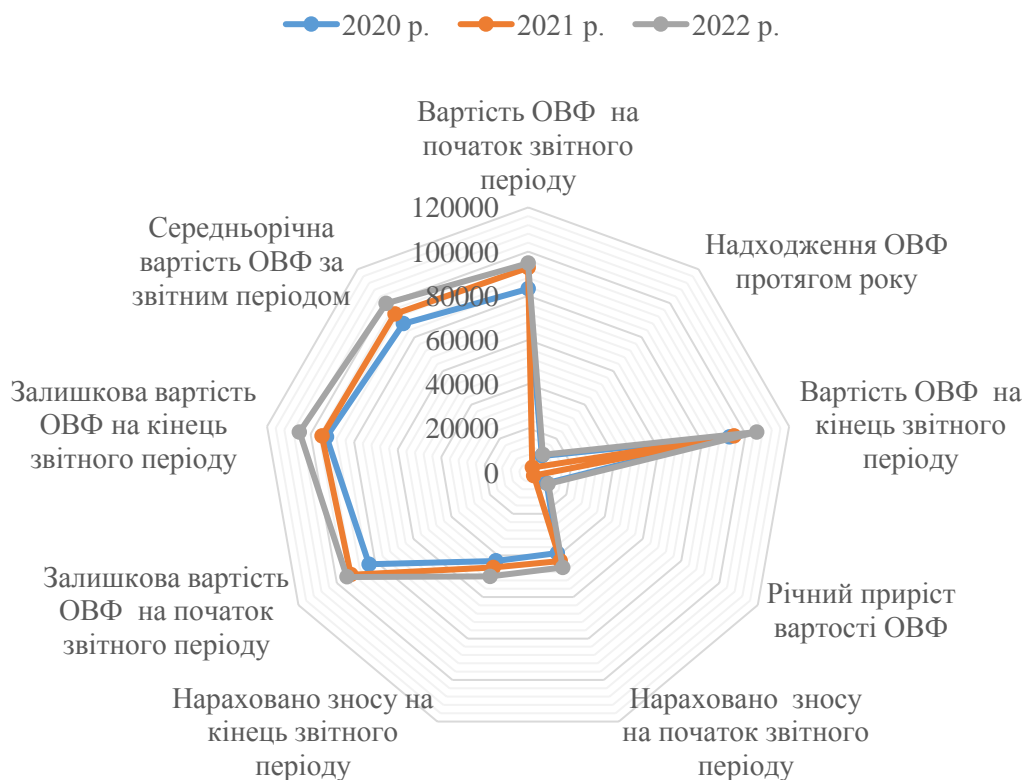 2020 р. 2021 р. 2022 р.
Вартість ОВФ на
початок звітного
періоду
Надходження ОВФ
протягом року
Вартість ОВФ на
кінець звітного
періоду
Річний приріст
вартості ОВФ
Нараховано зносу
на початок звітного
періоду
Нараховано зносу на
кінець звітного
періоду
Залишкова вартість
ОВФ на початок
звітного періоду
Залишкова вартість
ОВФ на кінець
звітного періоду
Середньорічна
вартість ОВФ за
звітним періодом
120000
100000
80000
60000
40000
20000
0